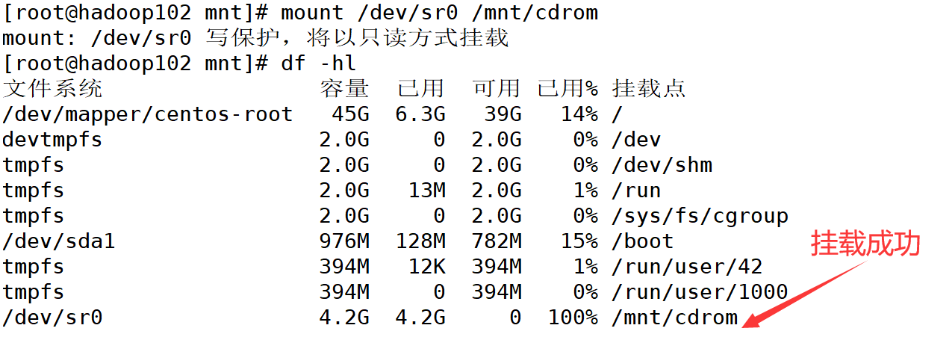 [root@hadoop102 mnt]# mount /dev/sr0 /mnt/cdrom
mount: /dev/sr0 写保护，将以只读方式挂载
[root@hadoop102 mnt]# df -hl
文件系统 容量 已用 可用 已用% 挂载点
/dev/mapper/centos-root 45G 6.3G 39G 14% /
devtmpfs 2.0G 0 2.0G 0% /dev
tmpfs 2.0G 0 2.0G 0% /dev/shm
tmpfs 2.0G 13M 2.0G 1% /run
tmpfs 2.0G 0 2.0G 0% /sys/fs/cgroup
/dev/sda1 976M 128M 782M 15% /boot
挂载成功
tmpfs 394M 12K 394M 1% /run/user/42
tmpfs 394M 0 394M 0% /run/user/1000
/dev/sr0 4.2G 4.2G 0 100% /mnt/cdrom